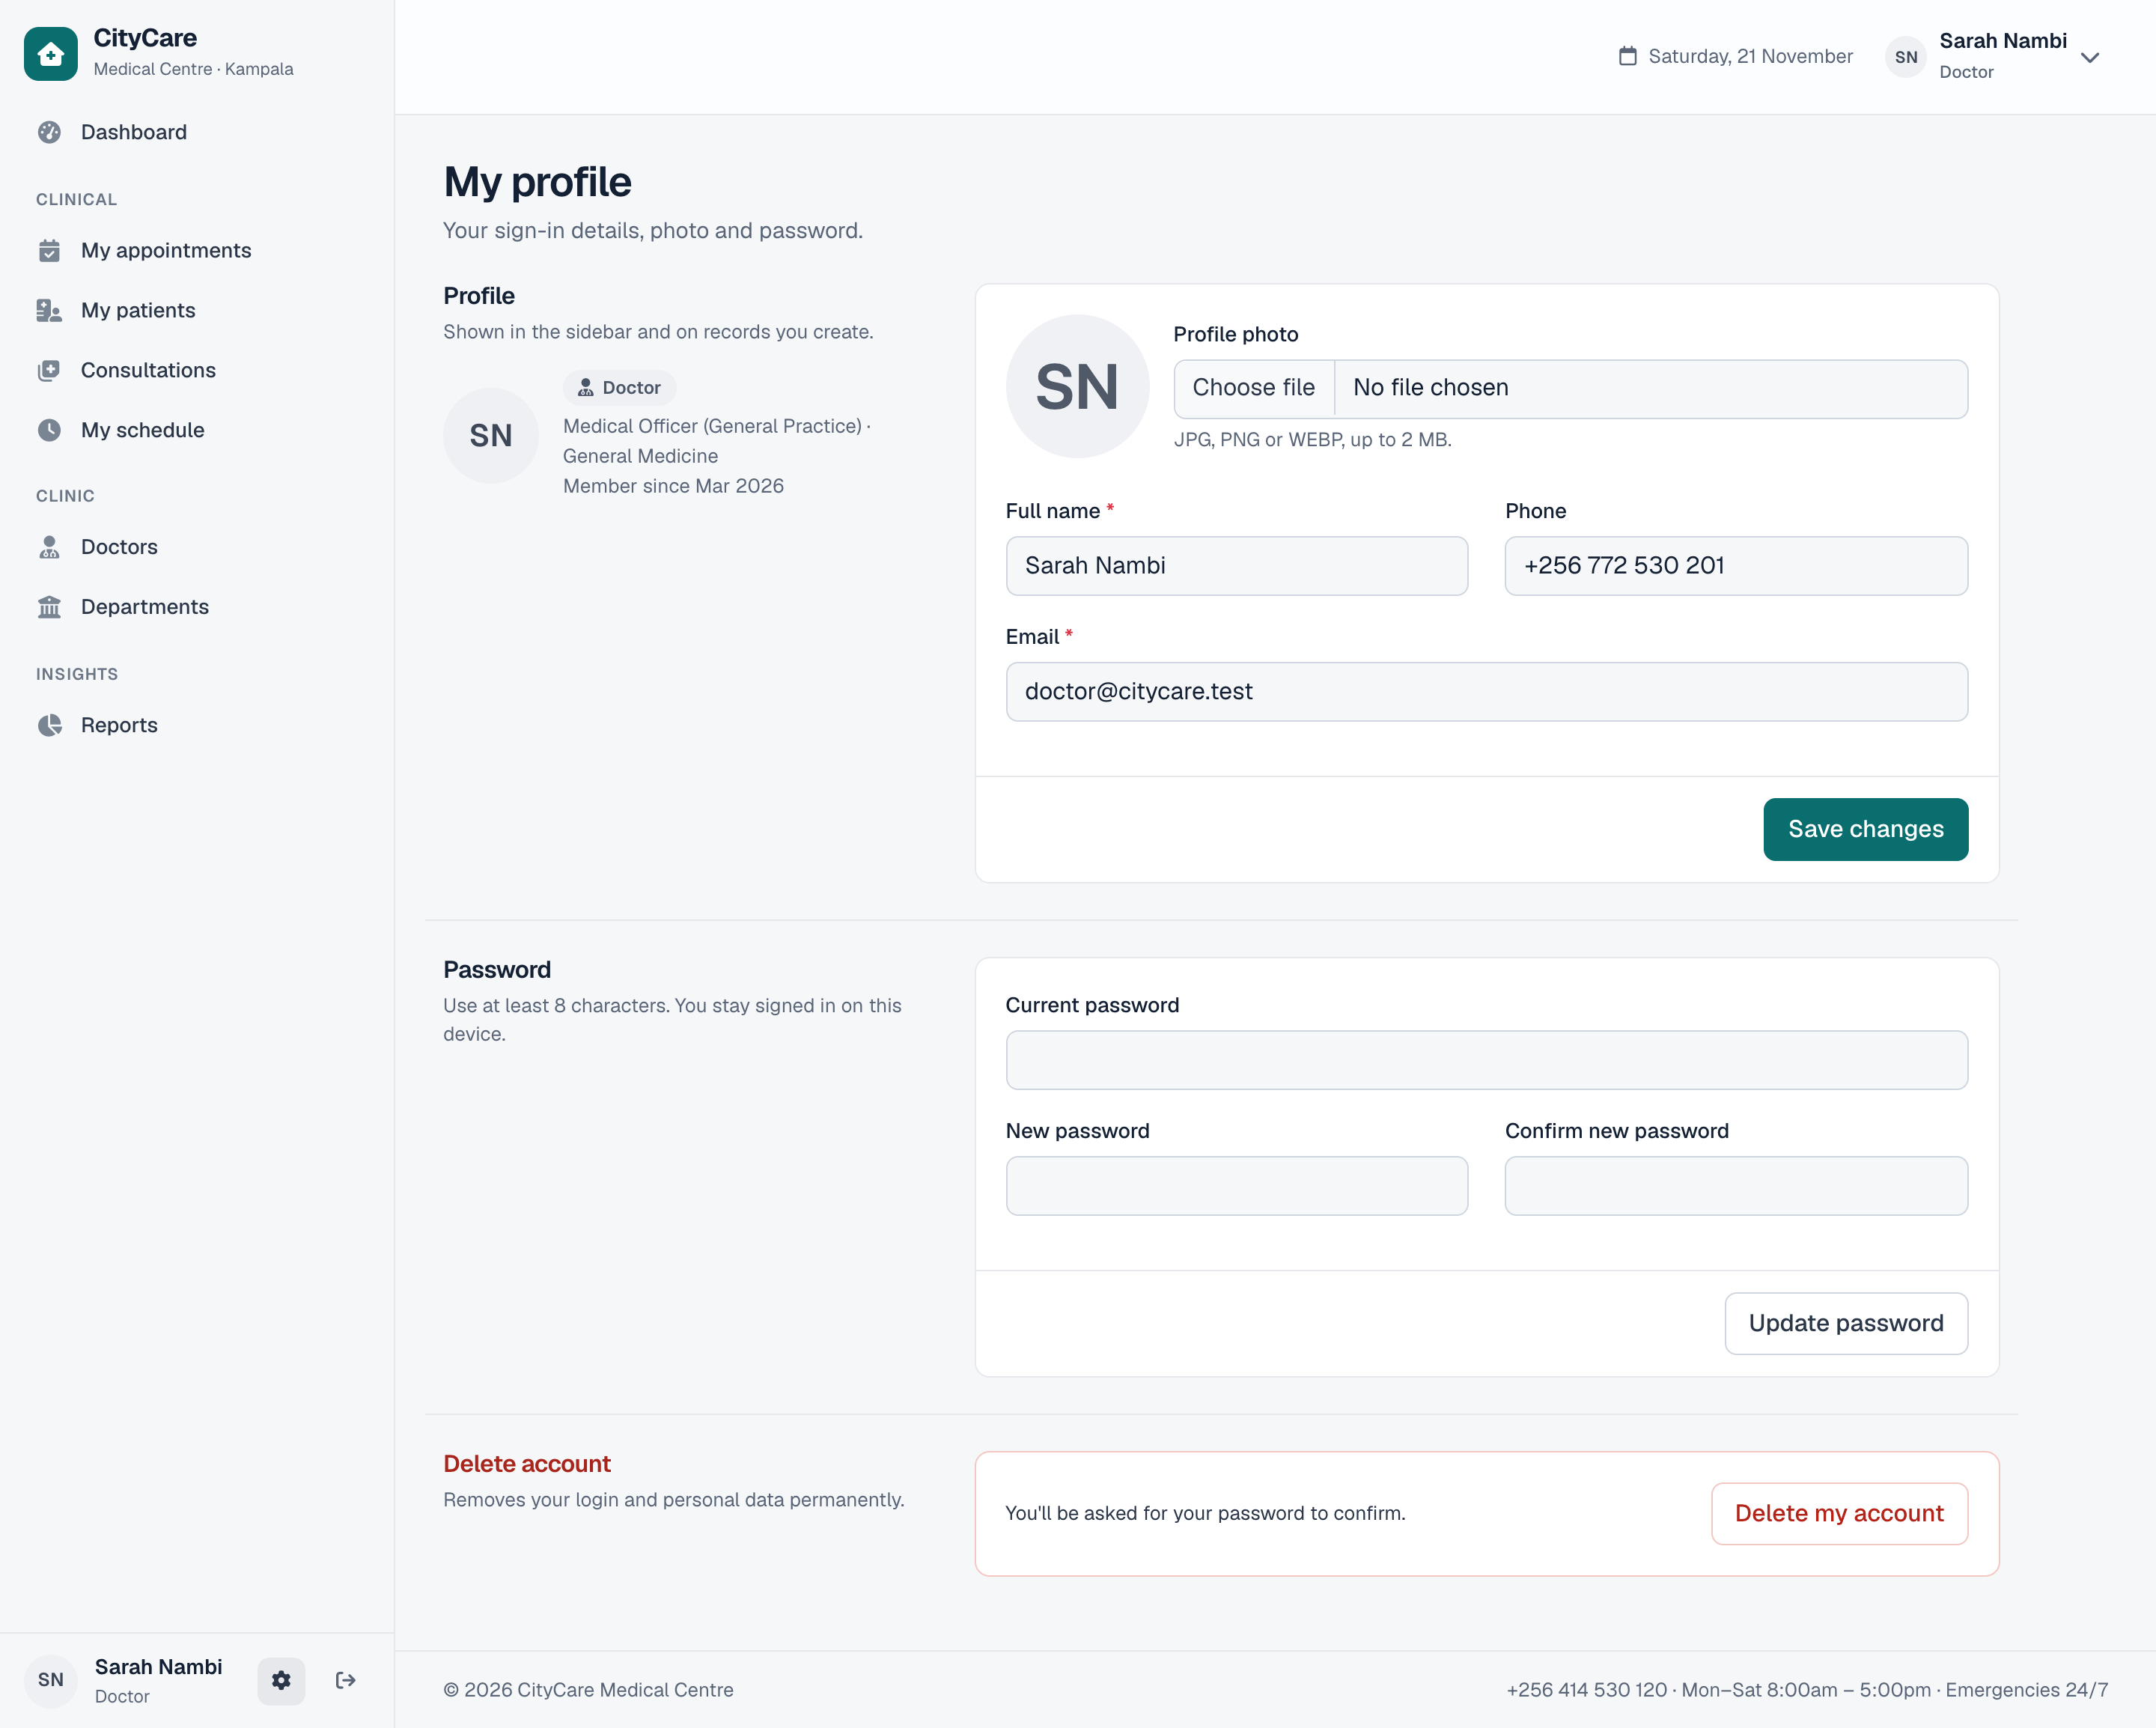 CityCare
Medical Centre · Kampala
Dashboard
CLINICAL
My appointments
My patients
Consultations
My schedule
CLINIC
Doctors
Departments
INSIGHTS
Reports
SN
Sarah Nambi
Doctor
Saturday, 21 November
SN
Sarah Nambi
Doctor
My profile
Your sign-in details, photo and password.
Profile
Shown in the sidebar and on records you create.
SN
Doctor
Medical Officer (General Practice) ·
General Medicine
Member since Mar 2026
SN
Profile photo
Choose file No file chosen
JPG, PNG or WEBP, up to 2 MB.
Full name *
Sarah Nambi
Phone
+256 772 530 201
Email *
doctor@citycare.test
Save changes
Password
Use at least 8 characters. You stay signed in on this
device.
Current password
New password
Confirm new password
Update password
Delete account
Removes your login and personal data permanently.
You'll be asked for your password to confirm.
Delete my account
© 2026 CityCare Medical Centre
+256 414 530 120 · Mon–Sat 8:00am – 5:00pm · Emergencies 24/7